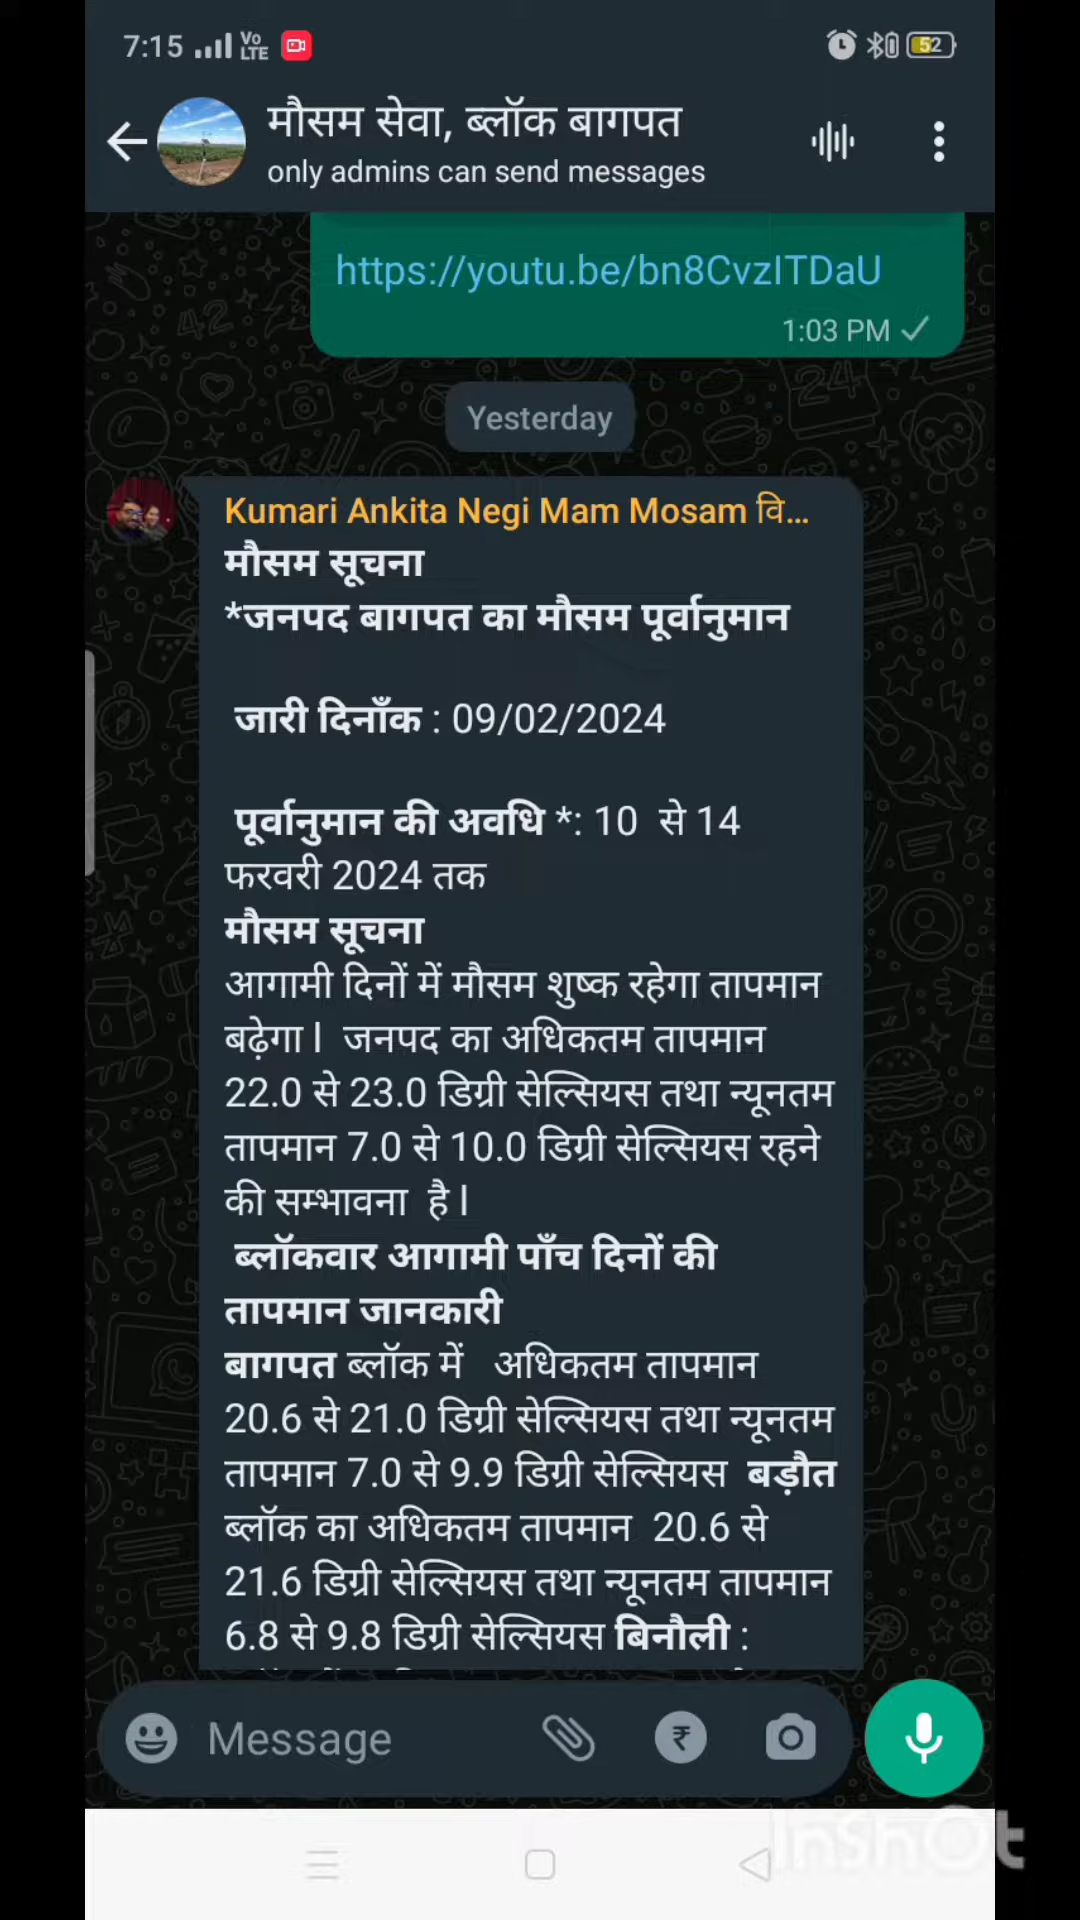 7:15 Vo LTE 52
मौसम सेवा, ब्लॉक बागपत
only admins can send messages
https://youtu.be/bn8CvzITDaU
1:03 PM
Yesterday
Kumari Ankita Negi Mam Mosam वि...
मौसम सूचना
*जनपद बागपत का मौसम पूर्वानुमान
जारी दिनाँक : 09/02/2024
पूर्वानुमान की अवधि *: 10 से 14
फरवरी 2024 तक
मौसम सूचना
आगामी दिनों में मौसम शुष्क रहेगा तापमान
बढ़ेगा l जनपद का अधिकतम तापमान
22.0 से 23.0 डिग्री सेल्सियस तथा न्यूनतम
तापमान 7.0 से 10.0 डिग्री सेल्सियस रहने
की सम्भावना है l
ब्लॉकवार आगामी पाँच दिनों की
तापमान जानकारी
बागपत ब्लॉक में अधिकतम तापमान
20.6 से 21.0 डिग्री सेल्सियस तथा न्यूनतम
तापमान 7.0 से 9.9 डिग्री सेल्सियस बड़ौत
ब्लॉक का अधिकतम तापमान 20.6 से
21.6 डिग्री सेल्सियस तथा न्यूनतम तापमान
6.8 से 9.8 डिग्री सेल्सियस बिनौली :
Message
InShOt